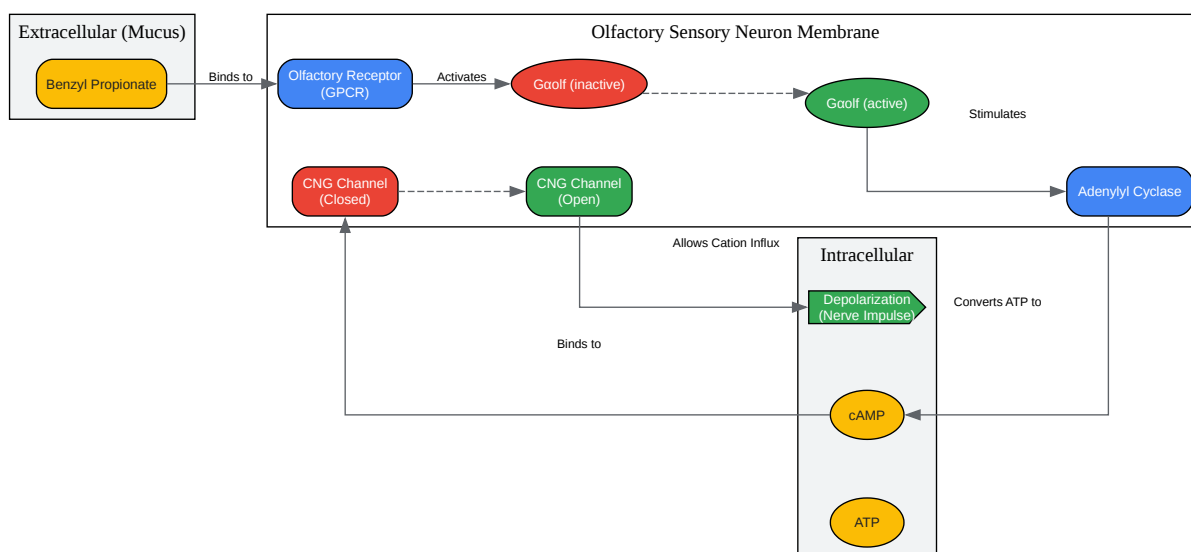 Extracellular (Mucus)
Olfactory Sensory Neuron Membrane
Benzyl Propionate
Binds to
Olfactory Receptor
(GPCR)
Activates
Gαolf (inactive)
Gαolf (active)
Stimulates
CNG Channel
(Closed)
CNG Channel
(Open)
Adenylyl Cyclase
Allows Cation Influx
Intracellular
Depolarization
(Nerve Impulse)
Converts ATP to
Binds to
cAMP
ATP